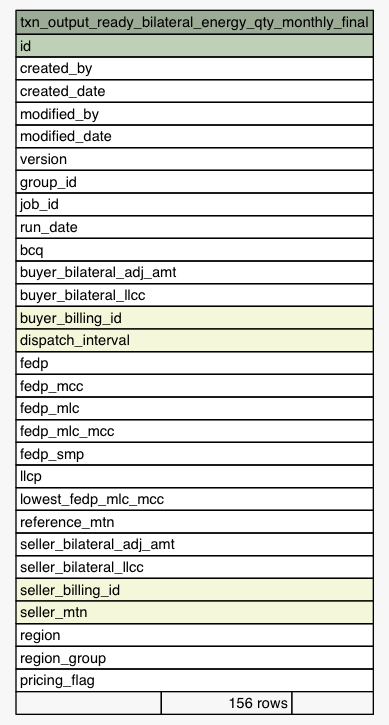 txn_output_ready_bilateral_energy_qty_monthly_final
id
created_by
created_date
modified_by
modified_date
version
group_id
job_id
run_date
bcq
buyer_bilateral_adj_amt
buyer_bilateral_llcc
buyer_billing_id
dispatch_interval
fedp
fedp_mcc
fedp_mlc
fedp_mlc_mcc
fedp_smp
llcp
lowest_fedp_mlc_mcc
reference_mtn
seller_bilateral_adj_amt
seller_bilateral_llcc
seller_billing_id
seller_mtn
region
region_group
pricing_flag
156 rows